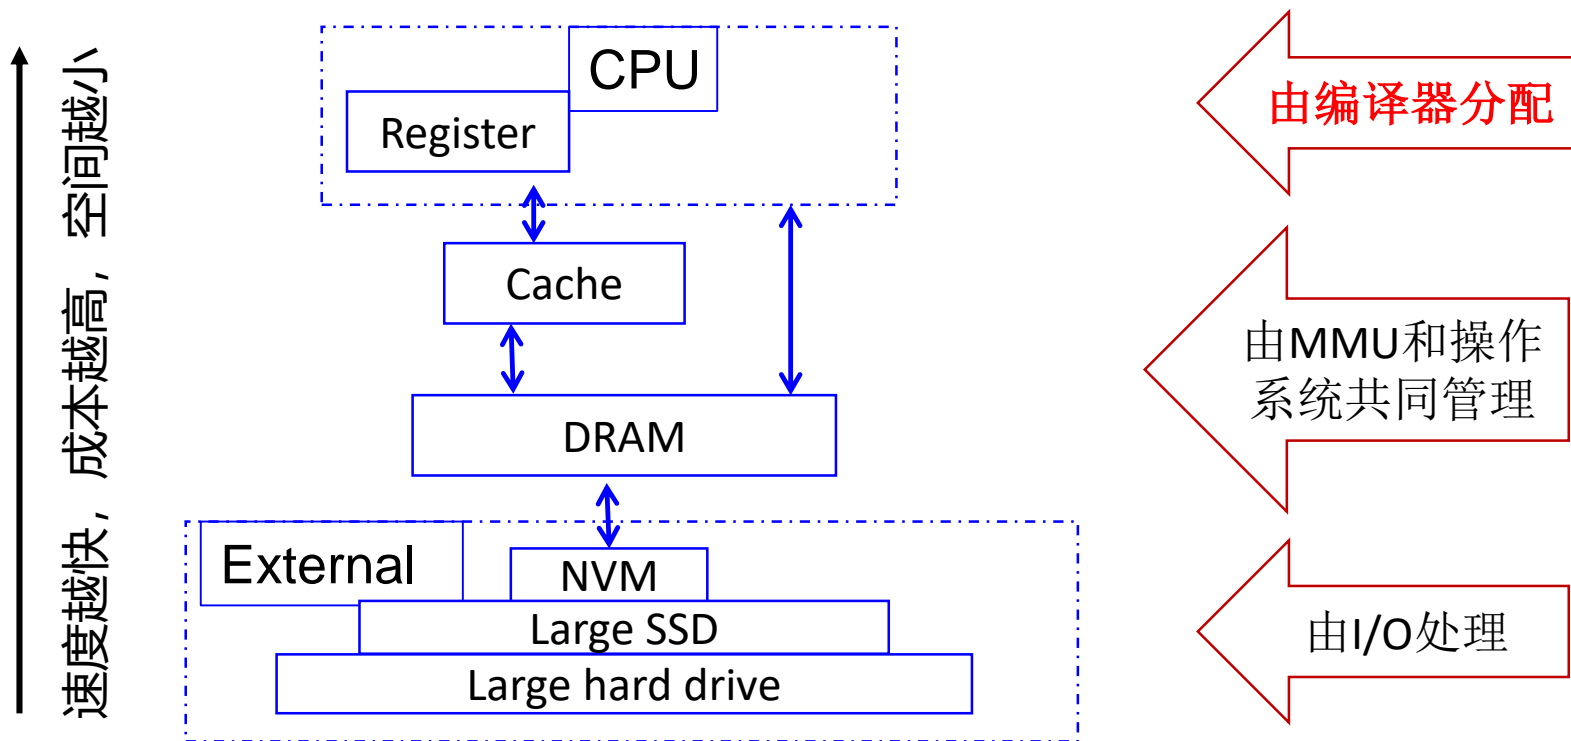 速度越快，成本越高，空间越小
CPU
Register
Cache
DRAM
External
NVM
Large SSD
Large hard drive
由编译器分配
由MMU和操作
系统共同管理
由I/O处理